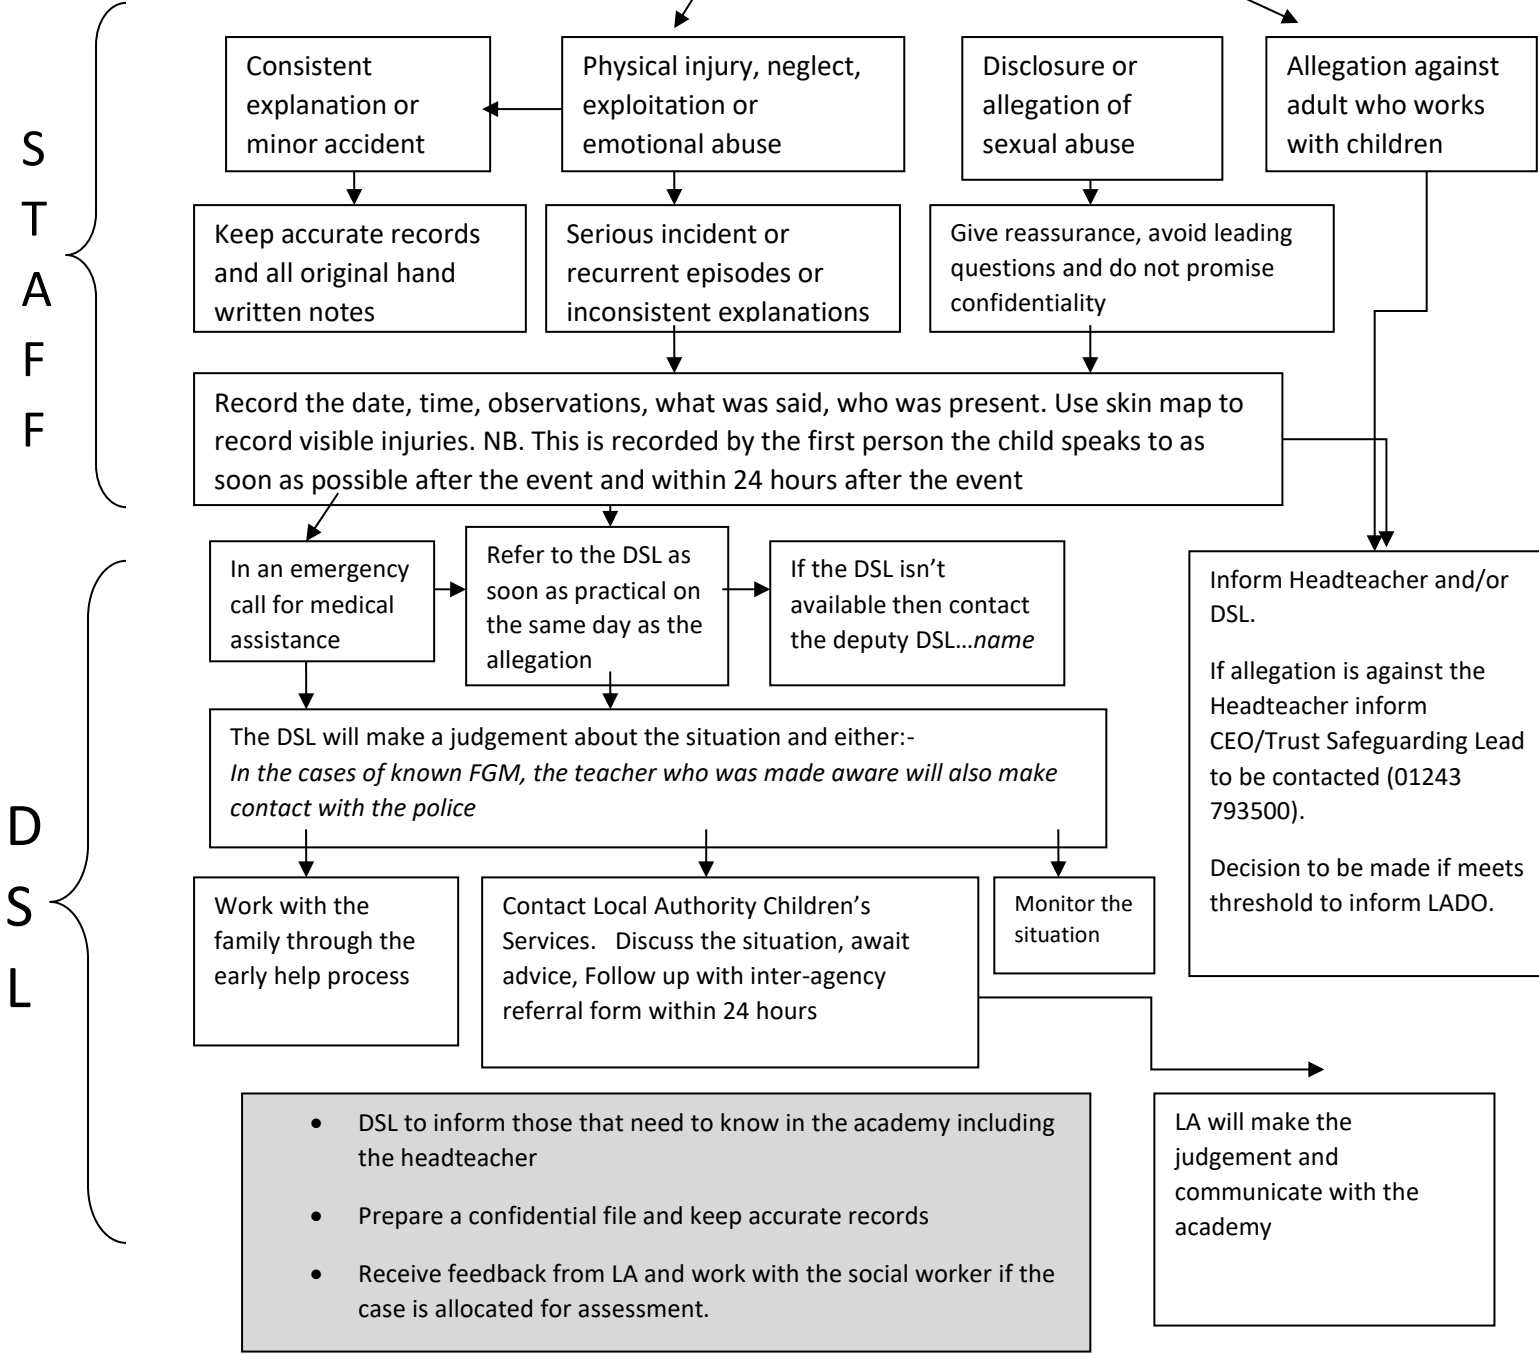 S
T
A
F
F
Consistent
explanation or
minor accident
Physical injury, neglect,
exploitation or
emotional abuse
Disclosure or
allegation of
sexual abuse
Allegation against
adult who works
with children
Keep accurate records
and all original hand
written notes
Serious incident or
recurrent episodes or
inconsistent explanations
Give reassurance, avoid leading
questions and do not promise
confidentiality
Record the date, time, observations, what was said, who was present. Use skin map to
record visible injuries. NB. This is recorded by the first person the child speaks to as
soon as possible after the event and within 24 hours after the event
D
S
L
In an emergency
call for medical
assistance
Refer to the DSL as
soon as practical on
the same day as the
allegation
If the DSL isn’t
available then contact
the deputy DSL…name
Inform Headteacher and/or
DSL.
If allegation is against the
Headteacher inform
CEO/Trust Safeguarding Lead
to be contacted (01243
793500).
Decision to be made if meets
threshold to inform LADO.
The DSL will make a judgement about the situation and either:-
In the cases of known FGM, the teacher who was made aware will also make
contact with the police
Work with the
family through the
early help process
Contact Local Authority Children’s
Services.   Discuss the situation, await
advice, Follow up with inter-agency
referral form within 24 hours
Monitor the
situation
• DSL to inform those that need to know in the academy including
the headteacher
• Prepare a confidential file and keep accurate records
• Receive feedback from LA and work with the social worker if the
case is allocated for assessment.
LA will make the
judgement and
communicate with the
academy